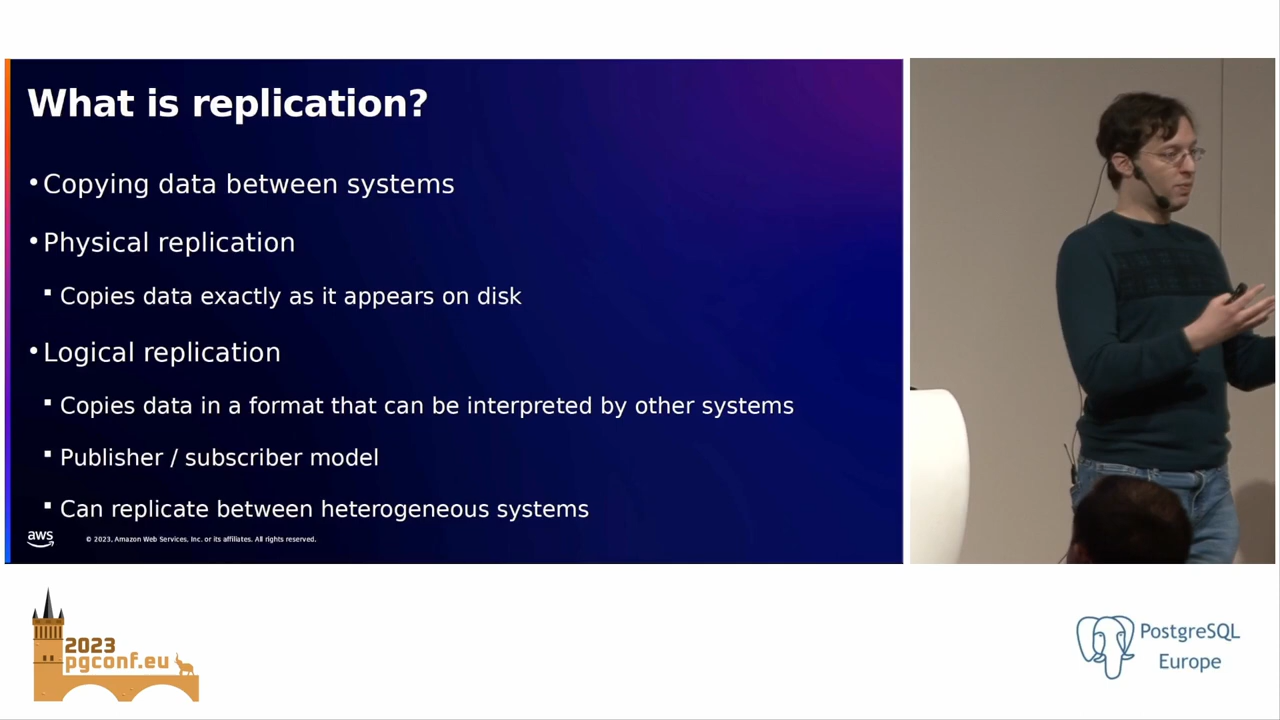 What is replication?
• Copying data between systems
• Physical replication
▪ Copies data exactly as it appears on disk
• Logical replication
▪ Copies data in a format that can be interpreted by other systems
▪ Publisher / subscriber model
▪ Can replicate between heterogeneous systems
aws
© 2023, Amazon Web Services, Inc. or its affiliates. All rights reserved.
2023
pgconf.eu
PostgreSQL
Europe